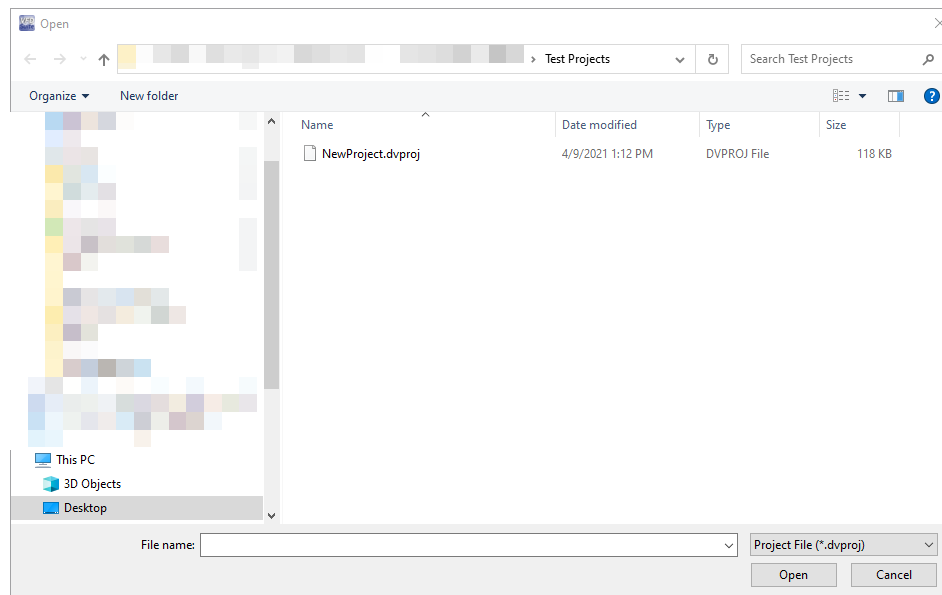 Open
Test Projects
Search Test Projects
Organize
New folder
?
Name
Date modified
Type
Size
NewProject.dvproj
4/9/2021 1:12 PM
DVPROJ File
118 KB
This PC
3D Objects
Desktop
File name:
Project File (*.dvproj)
Open
Cancel